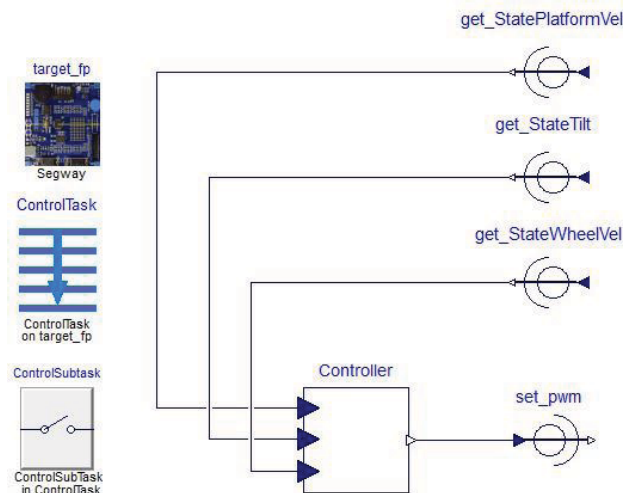 get_StatePlatformVel
target_fp
Segway
get_StateTilt
ControlTask
get_StateWheelVel
ControlTask
on target_fp
ControlSubtask
Controller
set_pwm
ControlSubTask
in ControlTask